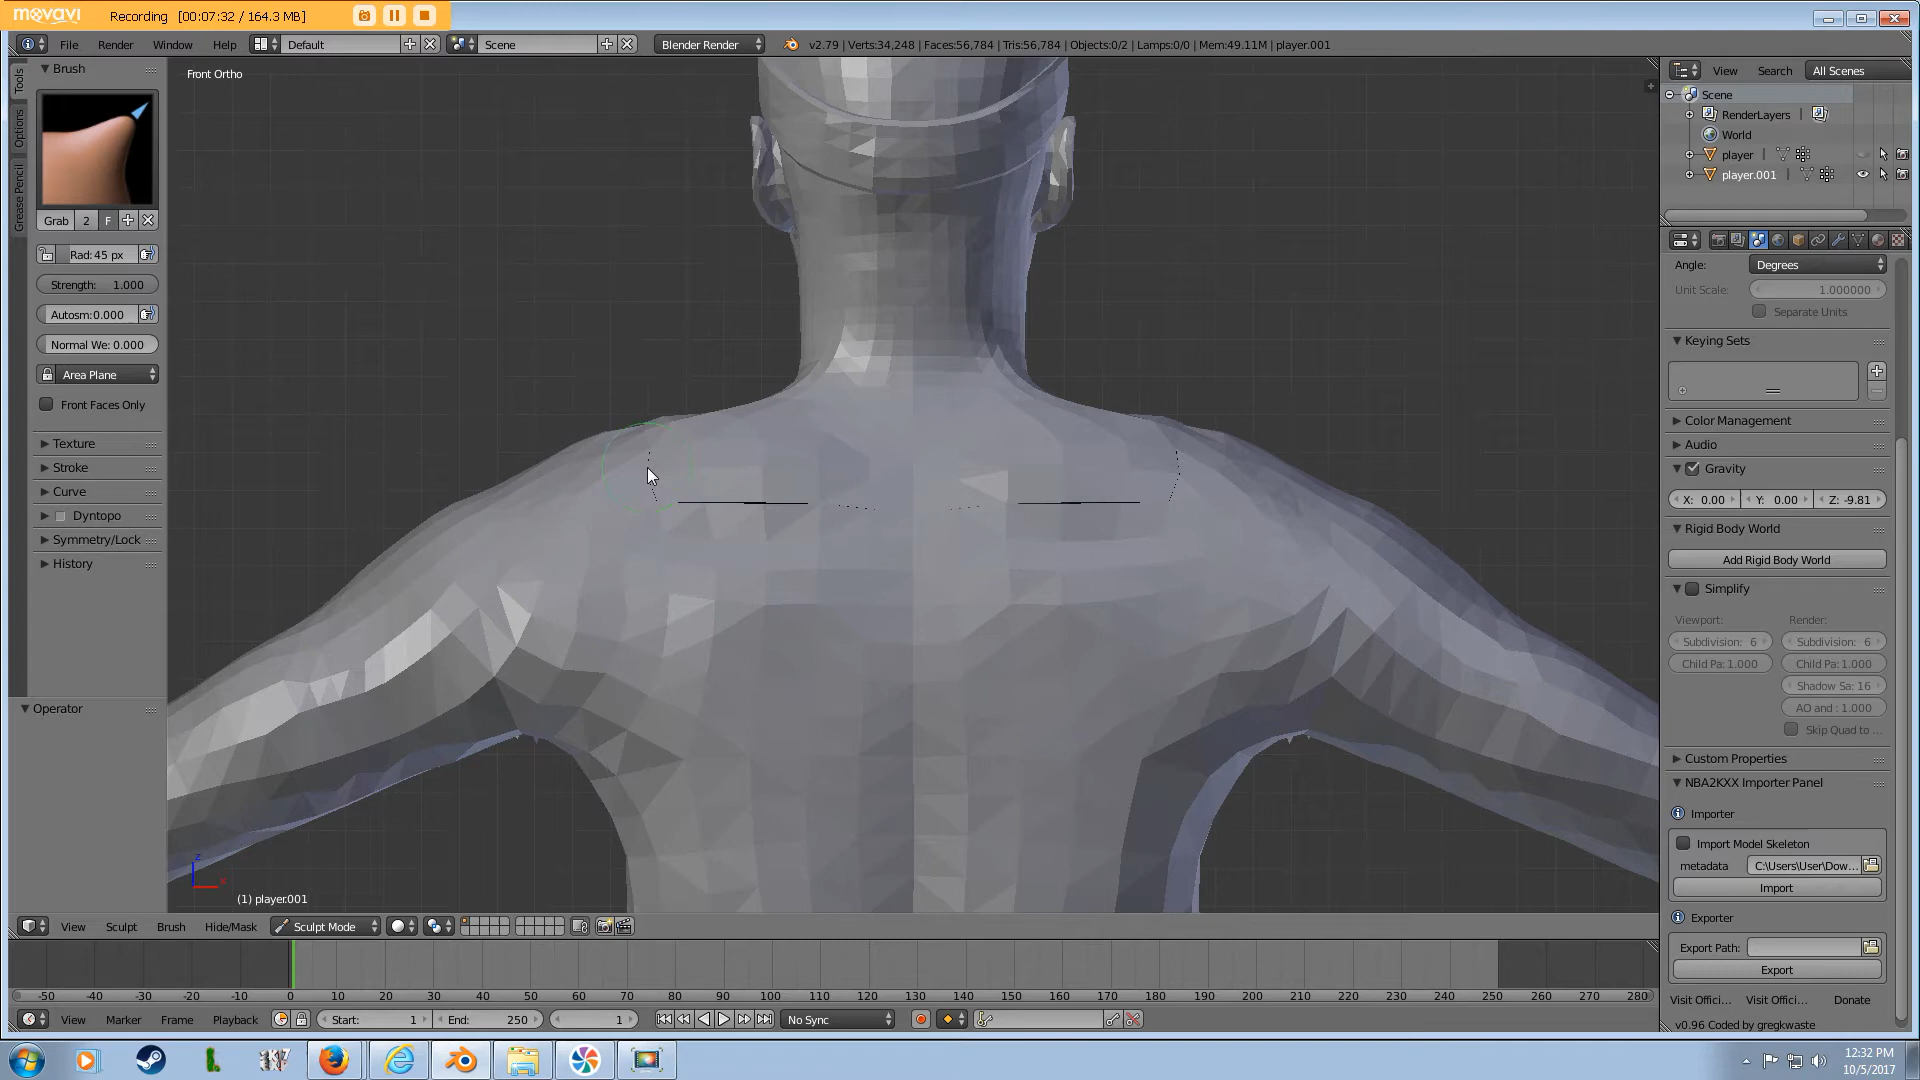 movavi Recording [00:07:32 / 164.3 MB]
File Render Window Help Default Scene Blender Render v2.79 | Verts:34,248 | Faces:56,784 | Tris:56,784 | Objects:0/2 | Lamps:0/0 | Mem:49.11M | player.001
Tools
Options
Grease Pencil
Brush
Grab 2 F
Rad: 45 px
Strength: 1.000
Autosm:0.000
Normal We: 0.000
Area Plane
Front Faces Only
Texture
Stroke
Curve
Dyntopo
Symmetry/Lock
History
Operator
Front Ortho
z
x
(1) player.001
View Search All Scenes
Scene
RenderLayers |
World
player |
player.001 |
Angle: Degrees
Unit Scale: 1.000000
Separate Units
Keying Sets
Color Management
Audio
Gravity
X: 0.00 Y: 0.00 Z: -9.81
Rigid Body World
Add Rigid Body World
Simplify
Viewport: Render:
Subdivision: 6 Subdivision: 6
Child Pa: 1.000 Child Pa: 1.000
Shadow Sa: 16
AO and : 1.000
Skip Quad to ...
Custom Properties
NBA2KXX Importer Panel
Importer
Import Model Skeleton
metadata C:\Users\User\Dow...
Import
Exporter
Export Path:
Export
Visit Offici... Visit Offici... Donate
v0.96 Coded by gregkwaste
View Sculpt Brush Hide/Mask Sculpt Mode
-50 -40 -30 -20 -10 0 10 20 30 40 50 60 70 80 90 100 110 120 130 140 150 160 170 180 190 200 210 220 230 240 250 260 270 280
View Marker Frame Playback Start: 1 End: 250 1 No Sync
12:32 PM
10/5/2017